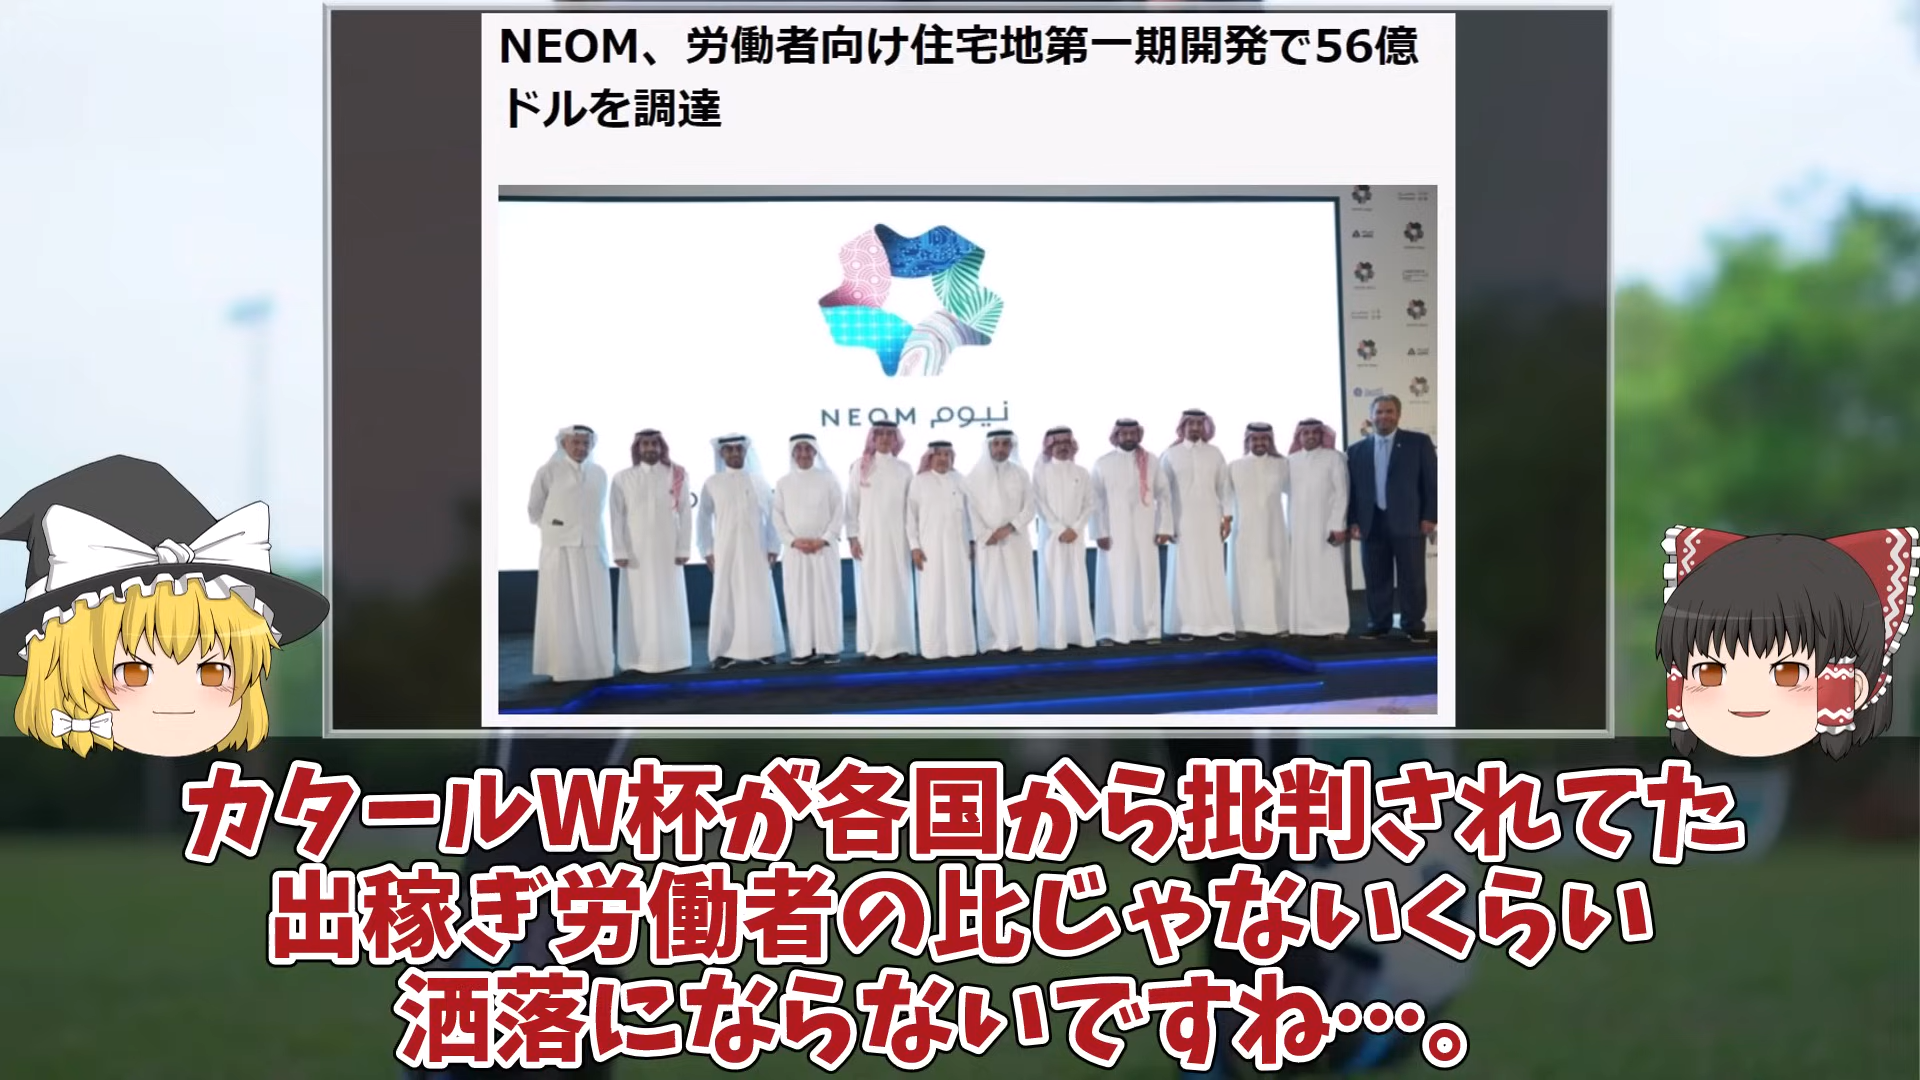 NEOM、労働者向け住宅地第一期開発で56億
ドルを調達
NEOM نيوم
カタールW杯が各国から批判されてた
出稼ぎ労働者の比じゃないくらい
洒落にならないですね…。